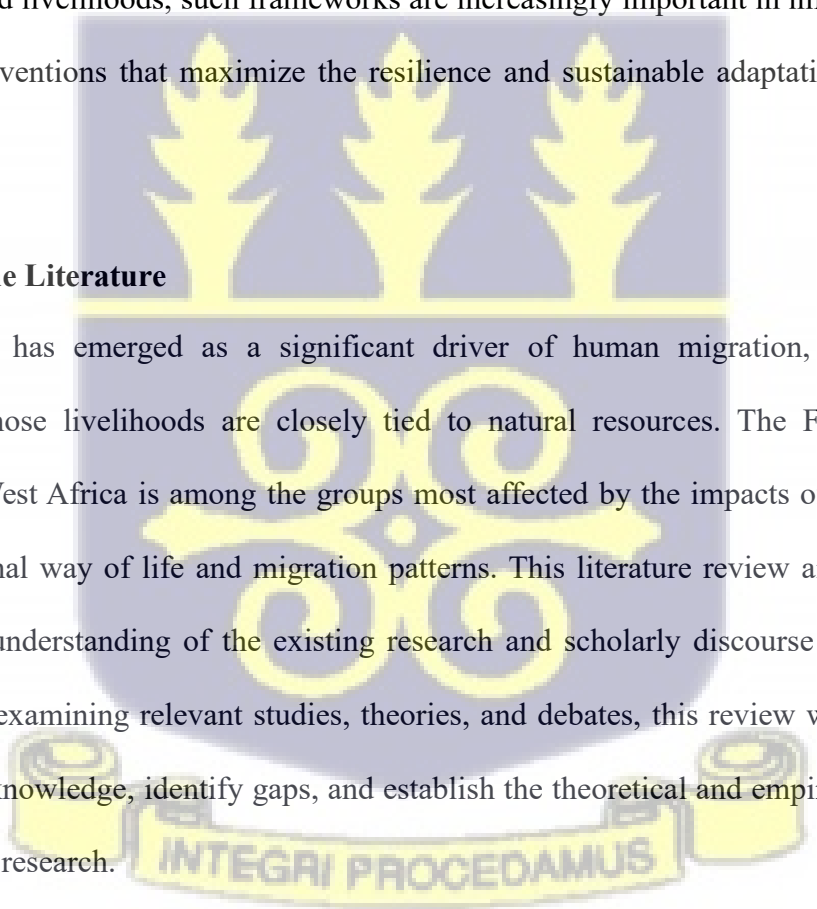 livelihoods, such frameworks are increasingly important in
ventions that maximize the resilience and sustainable
e Literature
has emerged as a significant driver of human migration,
livelihoods are closely tied to natural resources. The
West Africa is among the groups most affected by the impacts
nal way of life and migration patterns. This literature review
understanding of the existing research and scholarly discourse
examining relevant studies, theories, and debates, this review
knowledge, identify gaps, and establish the theoretical and
research.
INTEGRI PROCEDAMUS